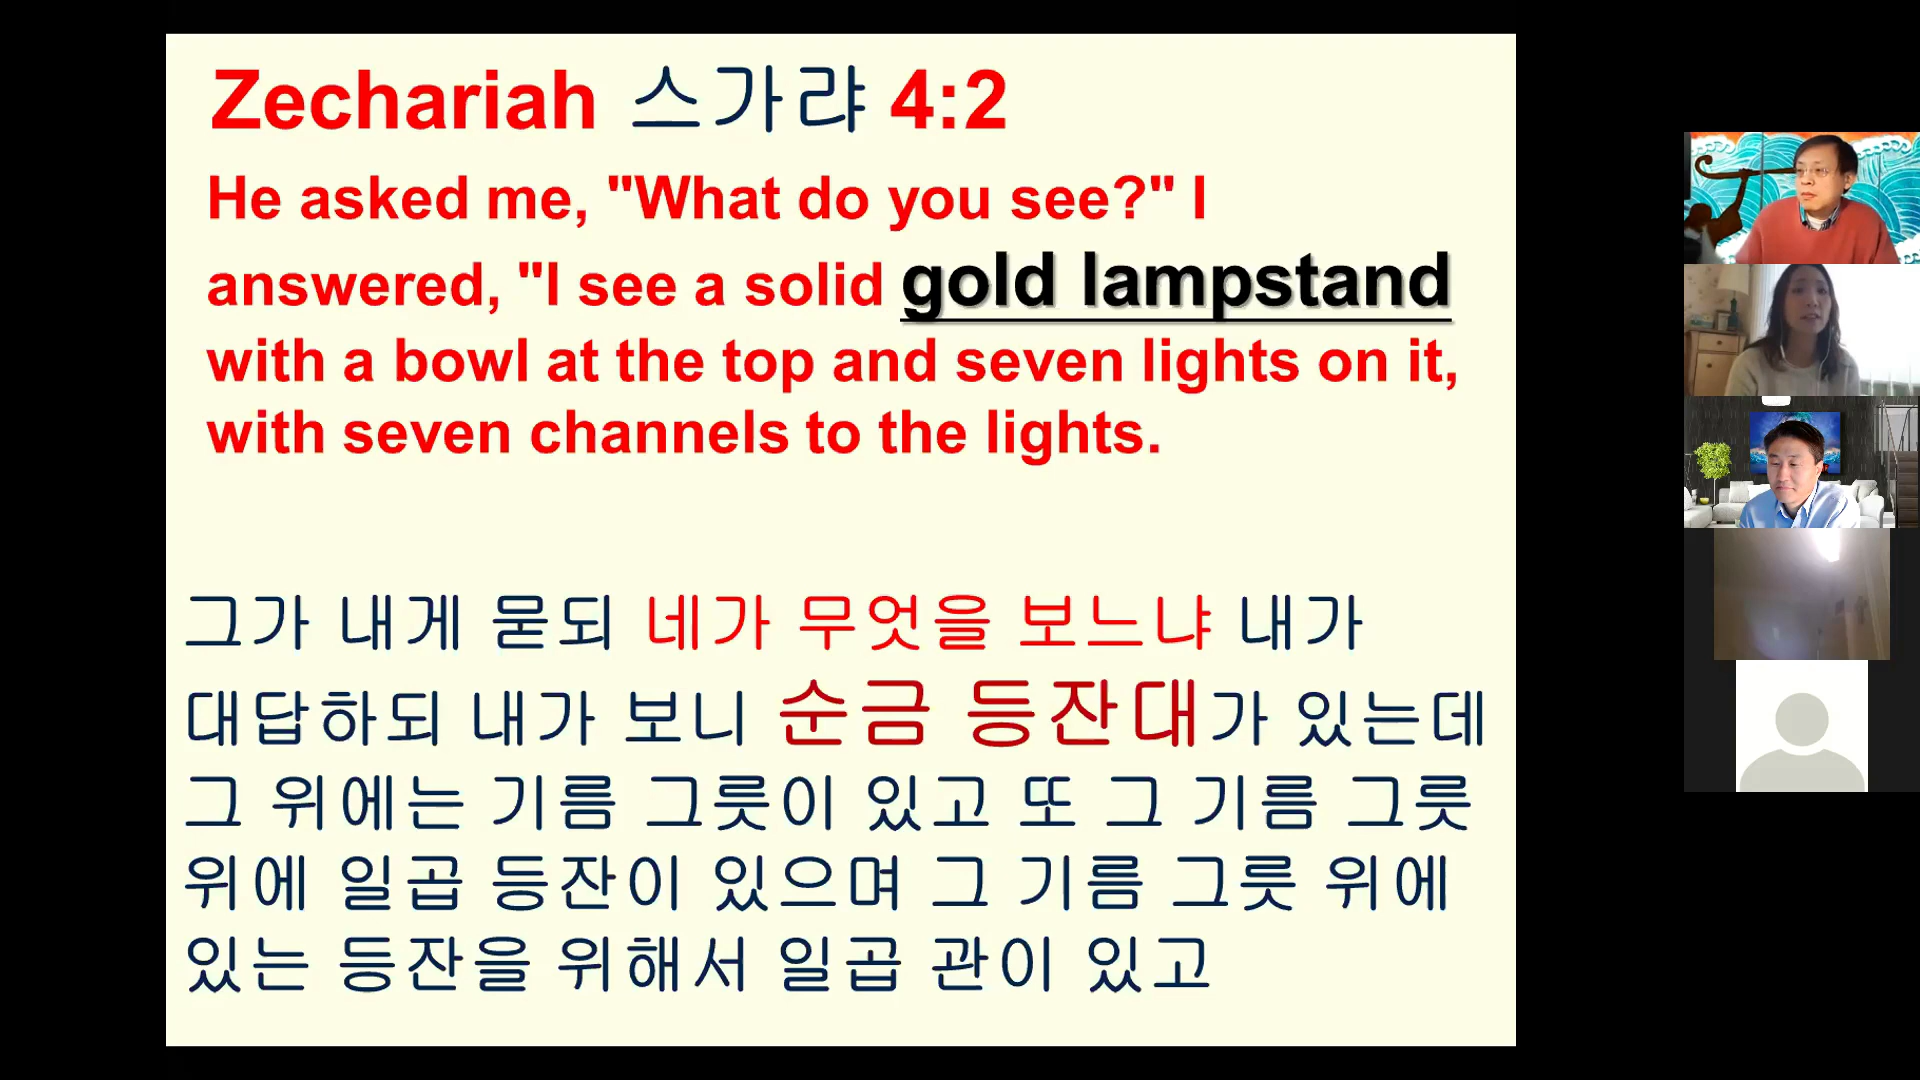 Zechariah 스가랴 4:2
He asked me, "What do you see?" I
answered, "I see a solid gold lampstand
with a bowl at the top and seven lights on it,
with seven channels to the lights.
그가 내게 묻되 네가 무엇을 보느냐 내가
대답하되 내가 보니 순금 등잔대가 있는데
그 위에는 기름 그릇이 있고 또 그 기름 그릇
위에 일곱 등잔이 있으며 그 기름 그릇 위에
있는 등잔을 위해서 일곱 관이 있고